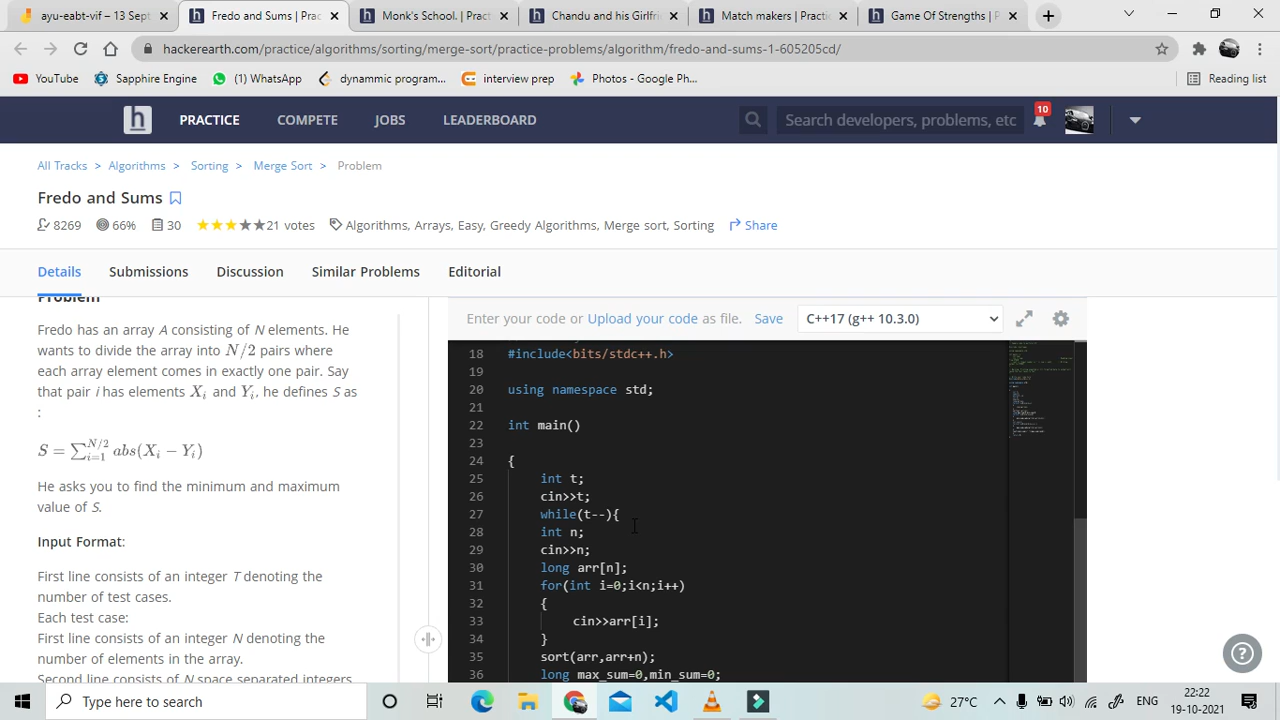 ayu-eabt-vif – 13 Sept
Fredo and Sums | Practic
Monk's School, | Practic
Chandu and his Girlfrien
Match makers | Practice
Game Of Strengths | Pra
hackerearth.com/practice/algorithms/sorting/merge-sort/practice-problems/algorithm/fredo-and-sums-1-605205cd/
YouTube
Sapphire Engine
(1) WhatsApp
dynammic program...
interview prep
Photos - Google Ph...
Reading list
h PRACTICE COMPETE JOBS LEADERBOARD
Search developers, problems, etc
10
All Tracks > Algorithms > Sorting > Merge Sort > Problem
Fredo and Sums
8269 66% 30 ★★★★★ 21 votes Algorithms, Arrays, Easy, Greedy Algorithms, Merge sort, Sorting Share
Details Submissions Discussion Similar Problems Editorial
Problem
Fredo has an array A consisting of N elements. He
wants to divide the array into N/2 pairs where
each array element comes in exactly one pair. Say
that pair i has elements Xi and Yi, he defines S as
:
S = ∑_{i=1}^{N/2} abs(Xi − Yi)
He asks you to find the minimum and maximum
value of S.
Input Format:
First line consists of an integer T denoting the
number of test cases.
Each test case:
First line consists of an integer N denoting the
number of elements in the array.
Second line consists of N space separated integers
Enter your code or Upload your code as file. Save C++17 (g++ 10.3.0)
18 #include<bits/stdc++.h>
19
20 using namespace std;
21
22 int main()
23
24 {
25 int t;
26 cin>>t;
27 while(t--){
28 int n;
29 cin>>n;
30 long arr[n];
31 for(int i=0;i<n;i++)
32 {
33 cin>>arr[i];
34 }
35 sort(arr,arr+n);
36 long max_sum=0,min_sum=0;
Type here to search
27°C
ENG
22
19-10-2021